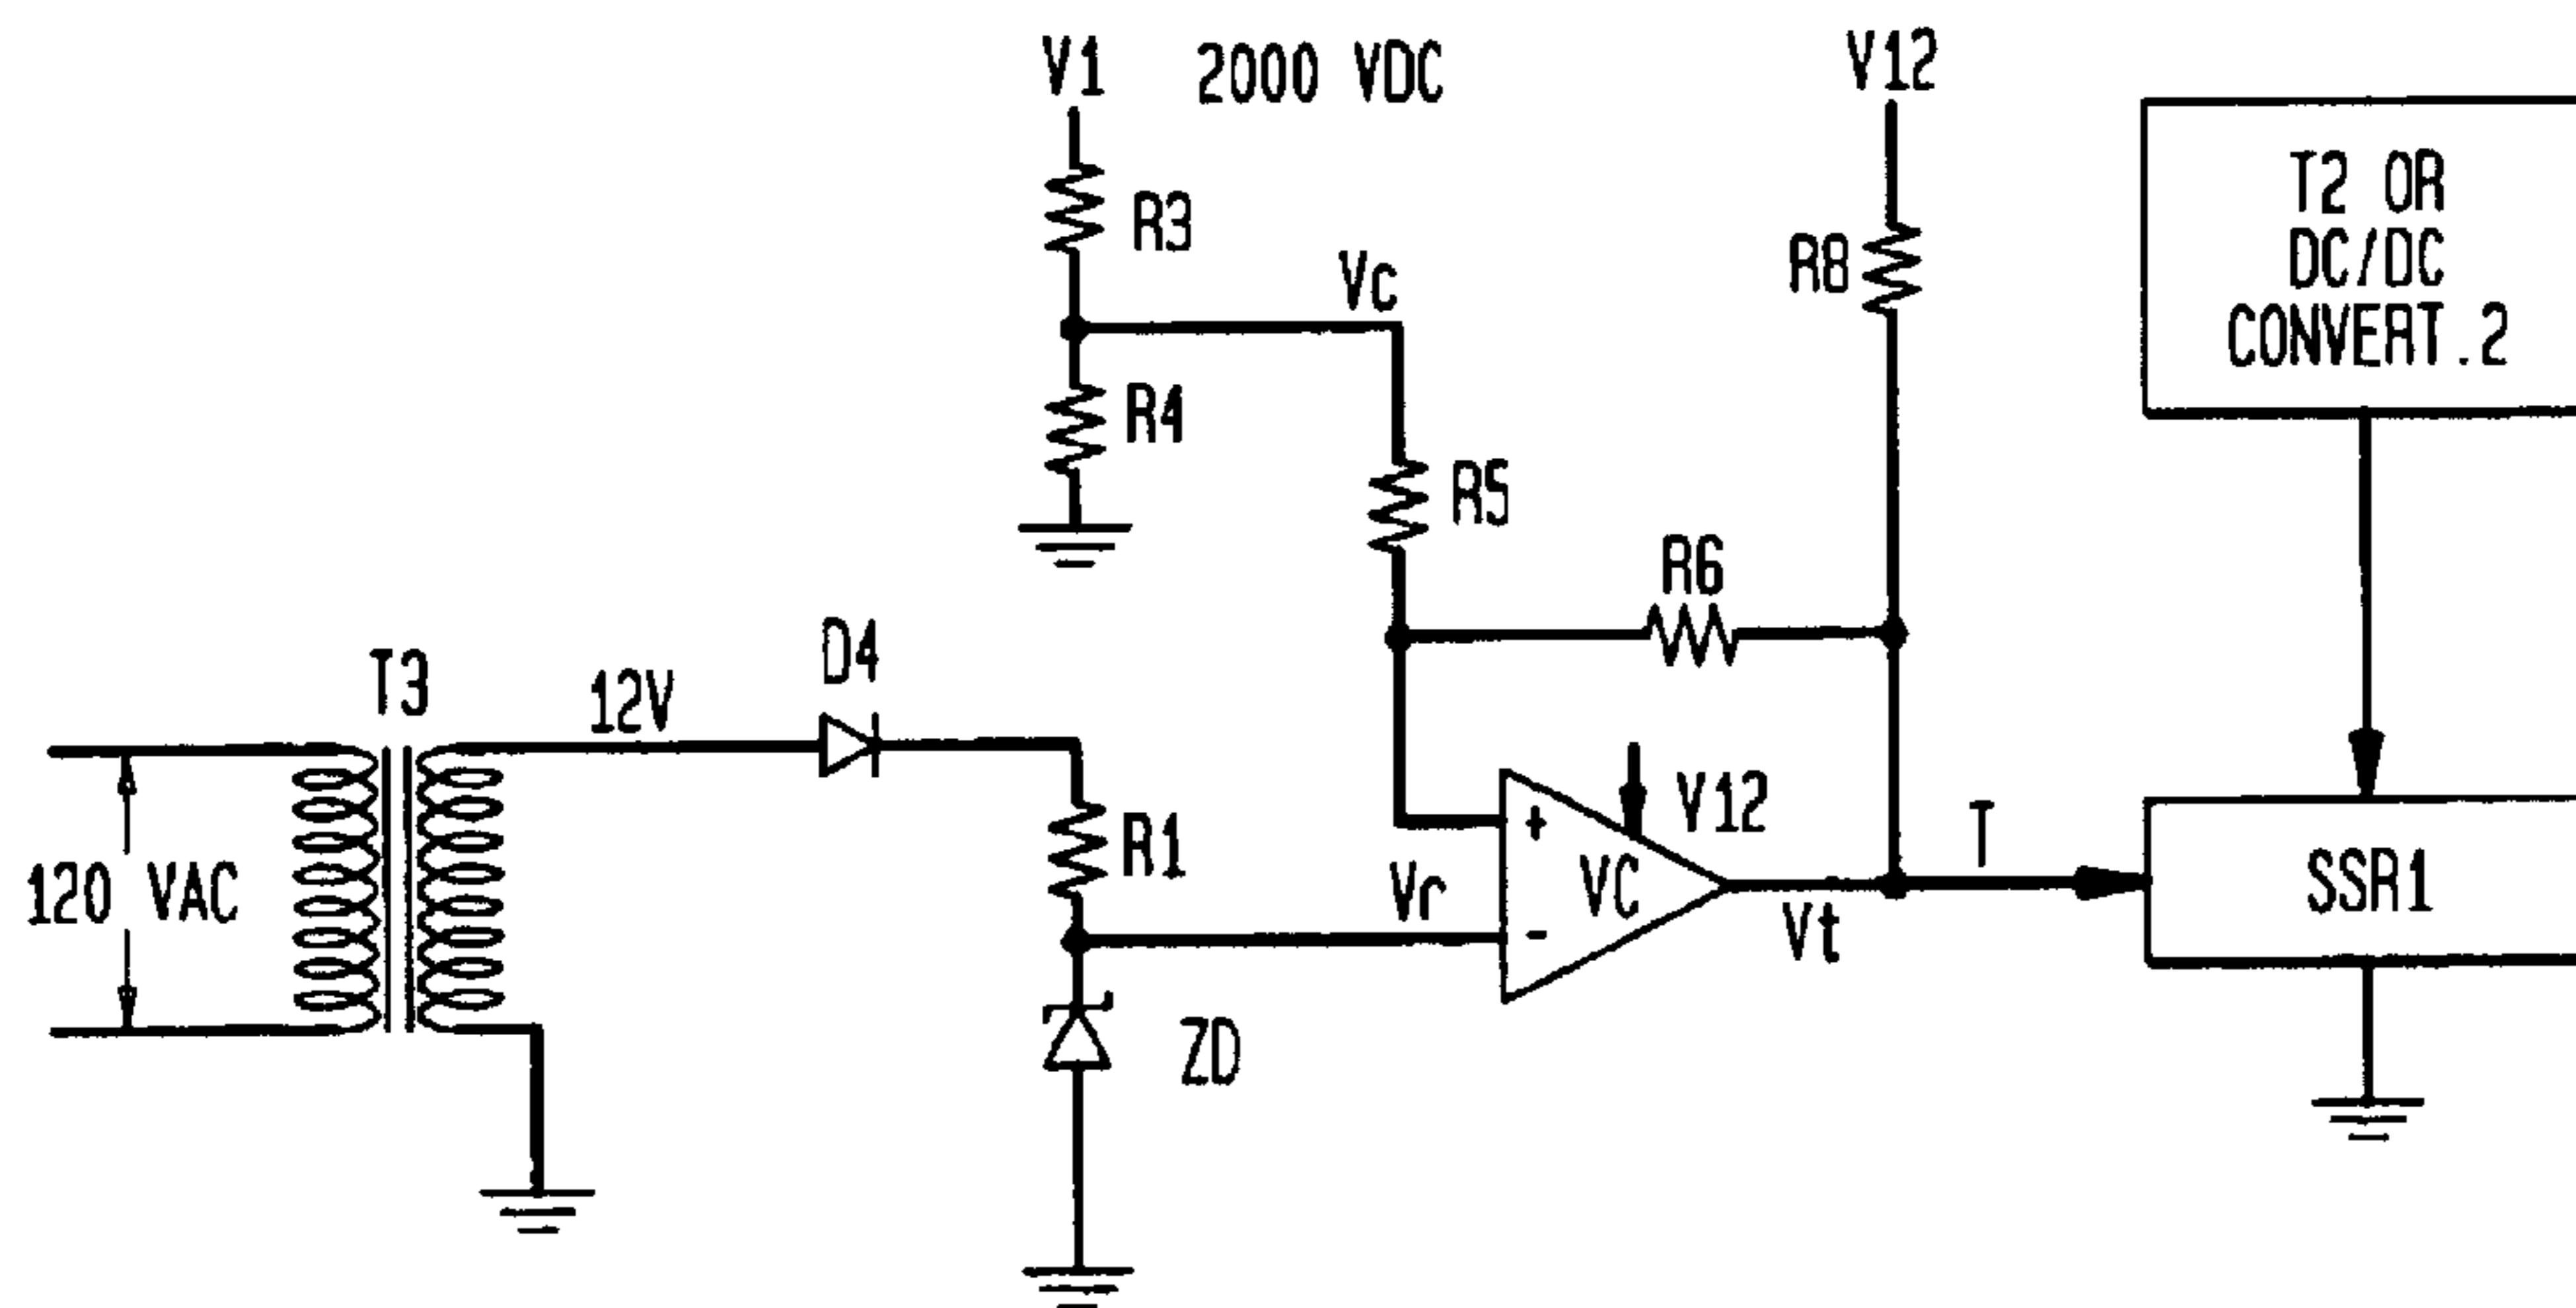 V1 2000 VDC
V12
T2 OR
DC/DC
CONVERT.2
R3
R8
Vc
R4
R5
R6
D4
T3
12V
V12
R1
+
T
120 VAC
Vr
VC
SSR1
-
Vt
ZD